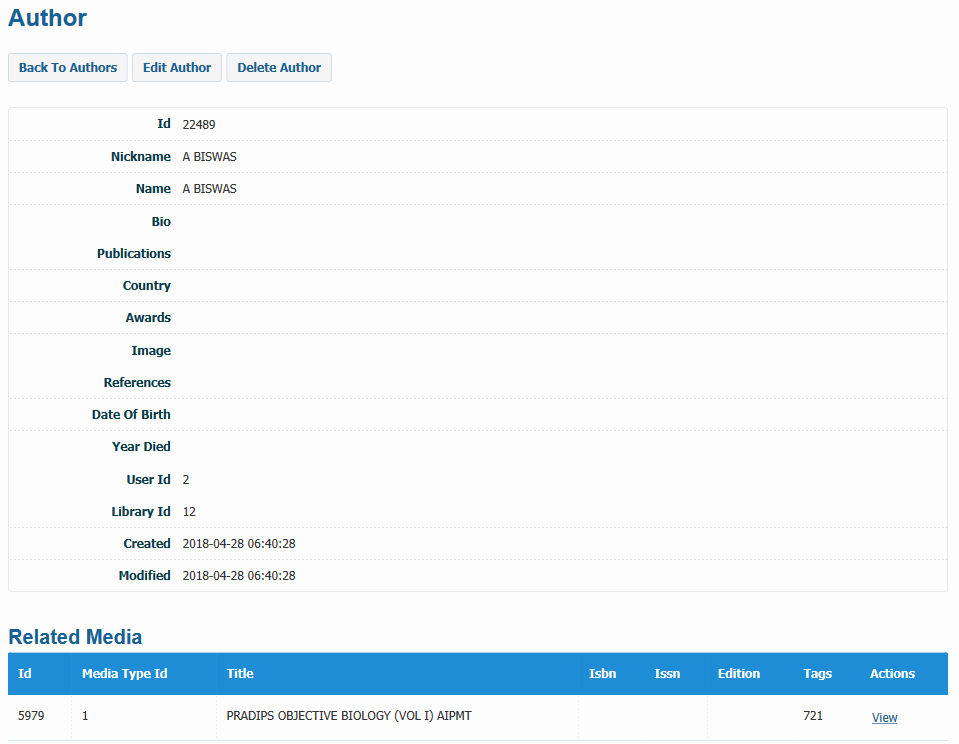 Author
Back To Authors Edit Author Delete Author
Id 22489
Nickname A BISWAS
Name A BISWAS
Bio
Publications
Country
Awards
Image
References
Date Of Birth
Year Died
User Id 2
Library Id 12
Created 2018-04-28 06:40:28
Modified 2018-04-28 06:40:28
Related Media
Id Media Type Id Title Isbn Issn Edition Tags Actions
5979 1 PRADIPS OBJECTIVE BIOLOGY (VOL I) AIPMT 721 View